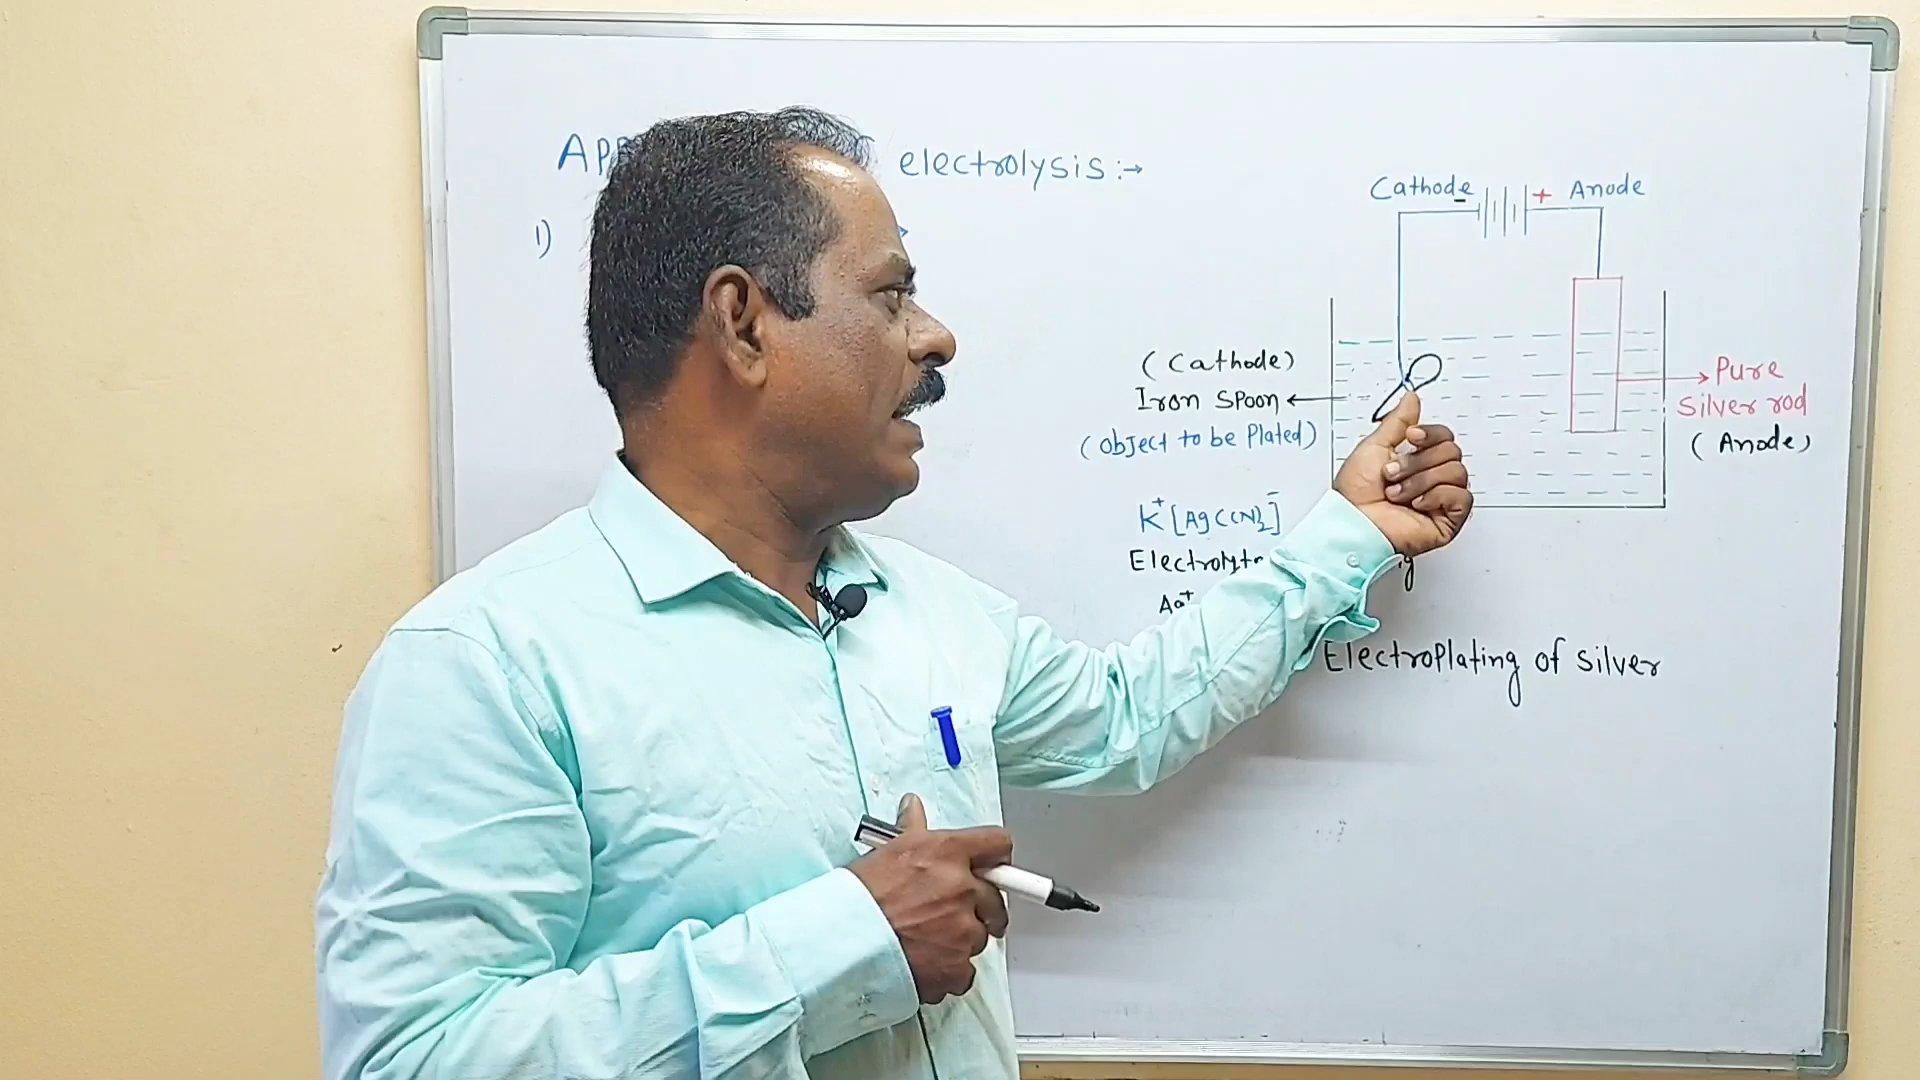 electrolysis :→
1)
Cathode - + Anode
(Cathode)
Iron Spoon
(Object to be Plated)
Pure
Silver rod
(Anode)
K⁺[Ag(CN)₂]⁻
Ag⁺
Electroplating of silver